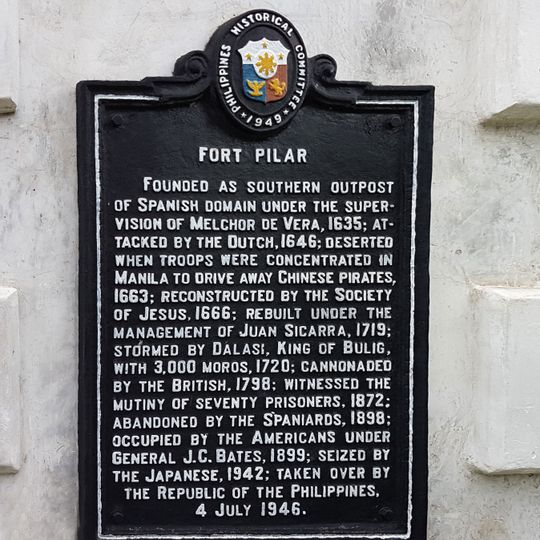 PHILIPPINES HISTORICAL COMMITTEE
★ 1949 ★
FORT PILAR
FOUNDED AS SOUTHERN OUTPOST
OF SPANISH DOMAIN UNDER THE SUPER-
VISION OF MELCHOR DE VERA, 1635; AT-
TACKED BY THE DUTCH, 1646; DESERTED
WHEN TROOPS WERE CONCENTRATED IN
MANILA TO DRIVE AWAY CHINESE PIRATES,
1663; RECONSTRUCTED BY THE SOCIETY
OF JESUS, 1666; REBUILT UNDER THE
MANAGEMENT OF JUAN SICARRA, 1719;
STORMED BY DALASI, KING OF BULIG,
WITH 3,000 MOROS, 1720; CANNONADED
BY THE BRITISH, 1798; WITNESSED THE
MUTINY OF SEVENTY PRISONERS, 1872;
ABANDONED BY THE SPANIARDS, 1898;
OCCUPIED BY THE AMERICANS UNDER
GENERAL J.C. BATES, 1899; SEIZED BY
THE JAPANESE, 1942; TAKEN OVER BY
THE REPUBLIC OF THE PHILIPPINES,
4 JULY 1946.